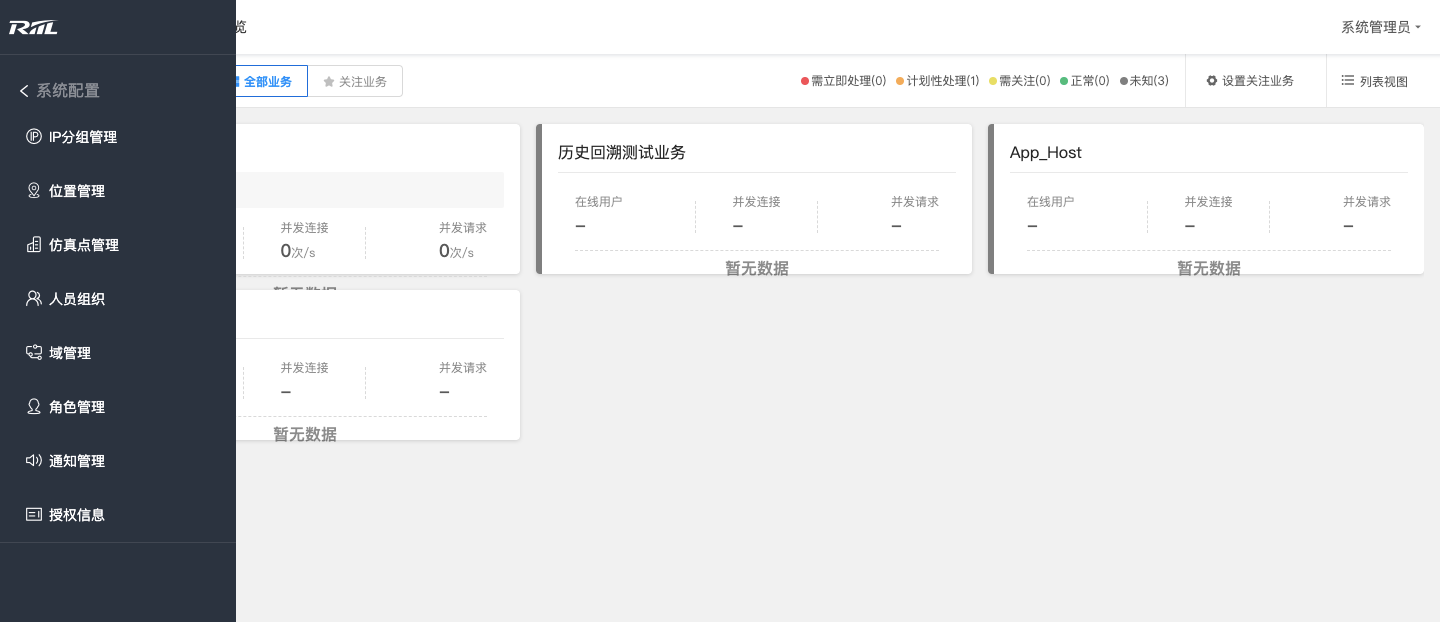 RIIL
览
系统管理员
系统配置
IP分组管理
位置管理
仿真点管理
人员组织
域管理
角色管理
通知管理
授权信息
全部业务
关注业务
需立即处理(0)
计划性处理(1)
需关注(0)
正常(0)
未知(3)
设置关注业务
列表视图
并发连接
并发请求
0次/s
0次/s
暂无数据
历史回溯测试业务
在线用户
并发连接
并发请求
–
–
–
暂无数据
App_Host
在线用户
并发连接
并发请求
–
–
–
暂无数据
并发连接
并发请求
–
–
暂无数据